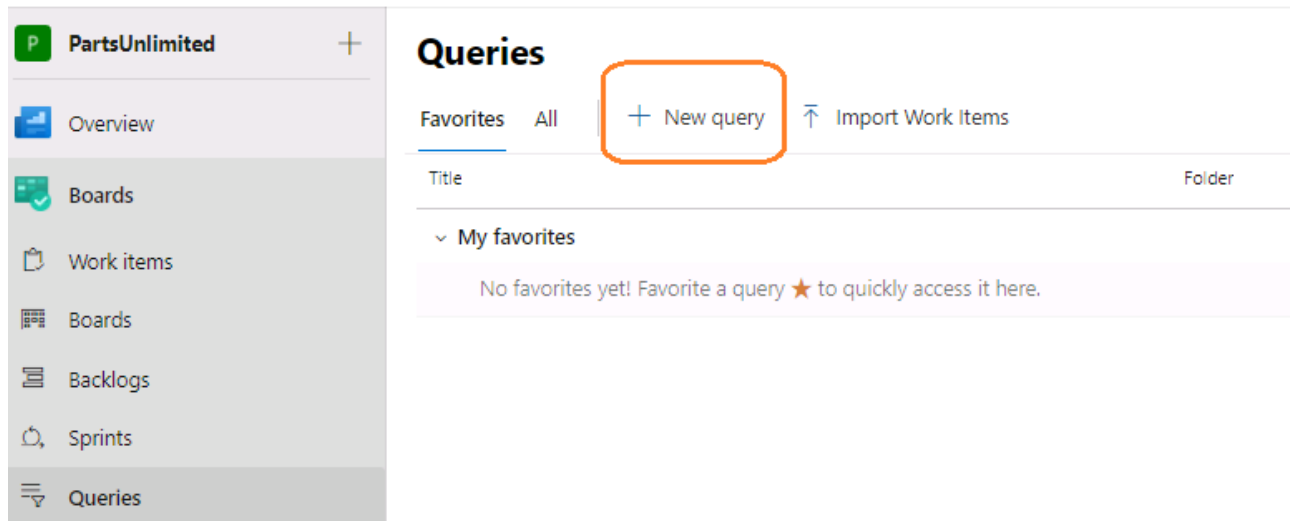 P PartsUnlimited
Overview
Boards
Work items
Boards
Backlogs
Sprints
Queries
Queries
Favorites All New query Import Work Items
Title Folder
My favorites
No favorites yet! Favorite a query ★ to quickly access it here.